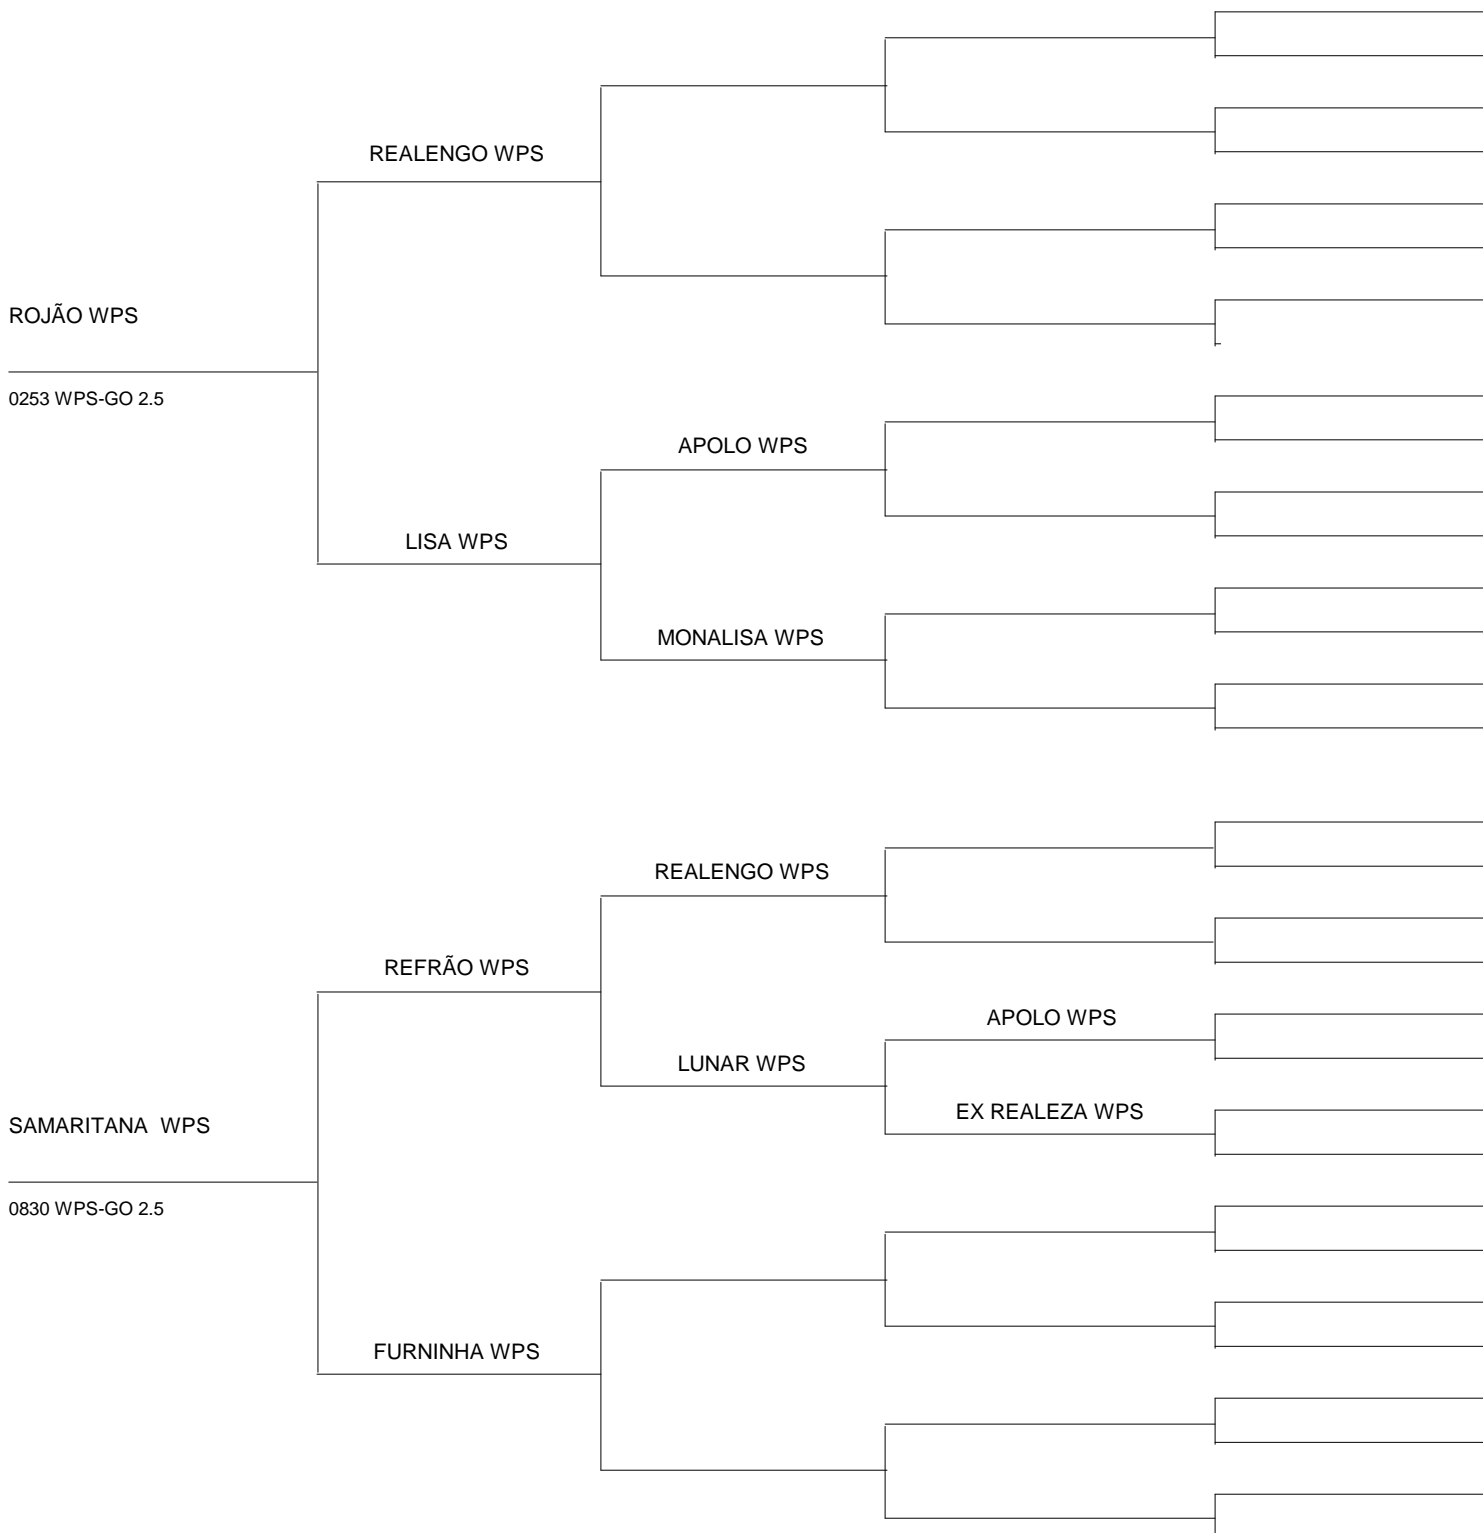 REALENGO WPS
ROJÃO WPS
0253 WPS-GO 2.5
APOLO WPS
LISA WPS
MONALISA WPS
REALENGO WPS
REFRÃO WPS
APOLO WPS
LUNAR WPS
EX REALEZA WPS
SAMARITANA WPS
0830 WPS-GO 2.5
FURNINHA WPS